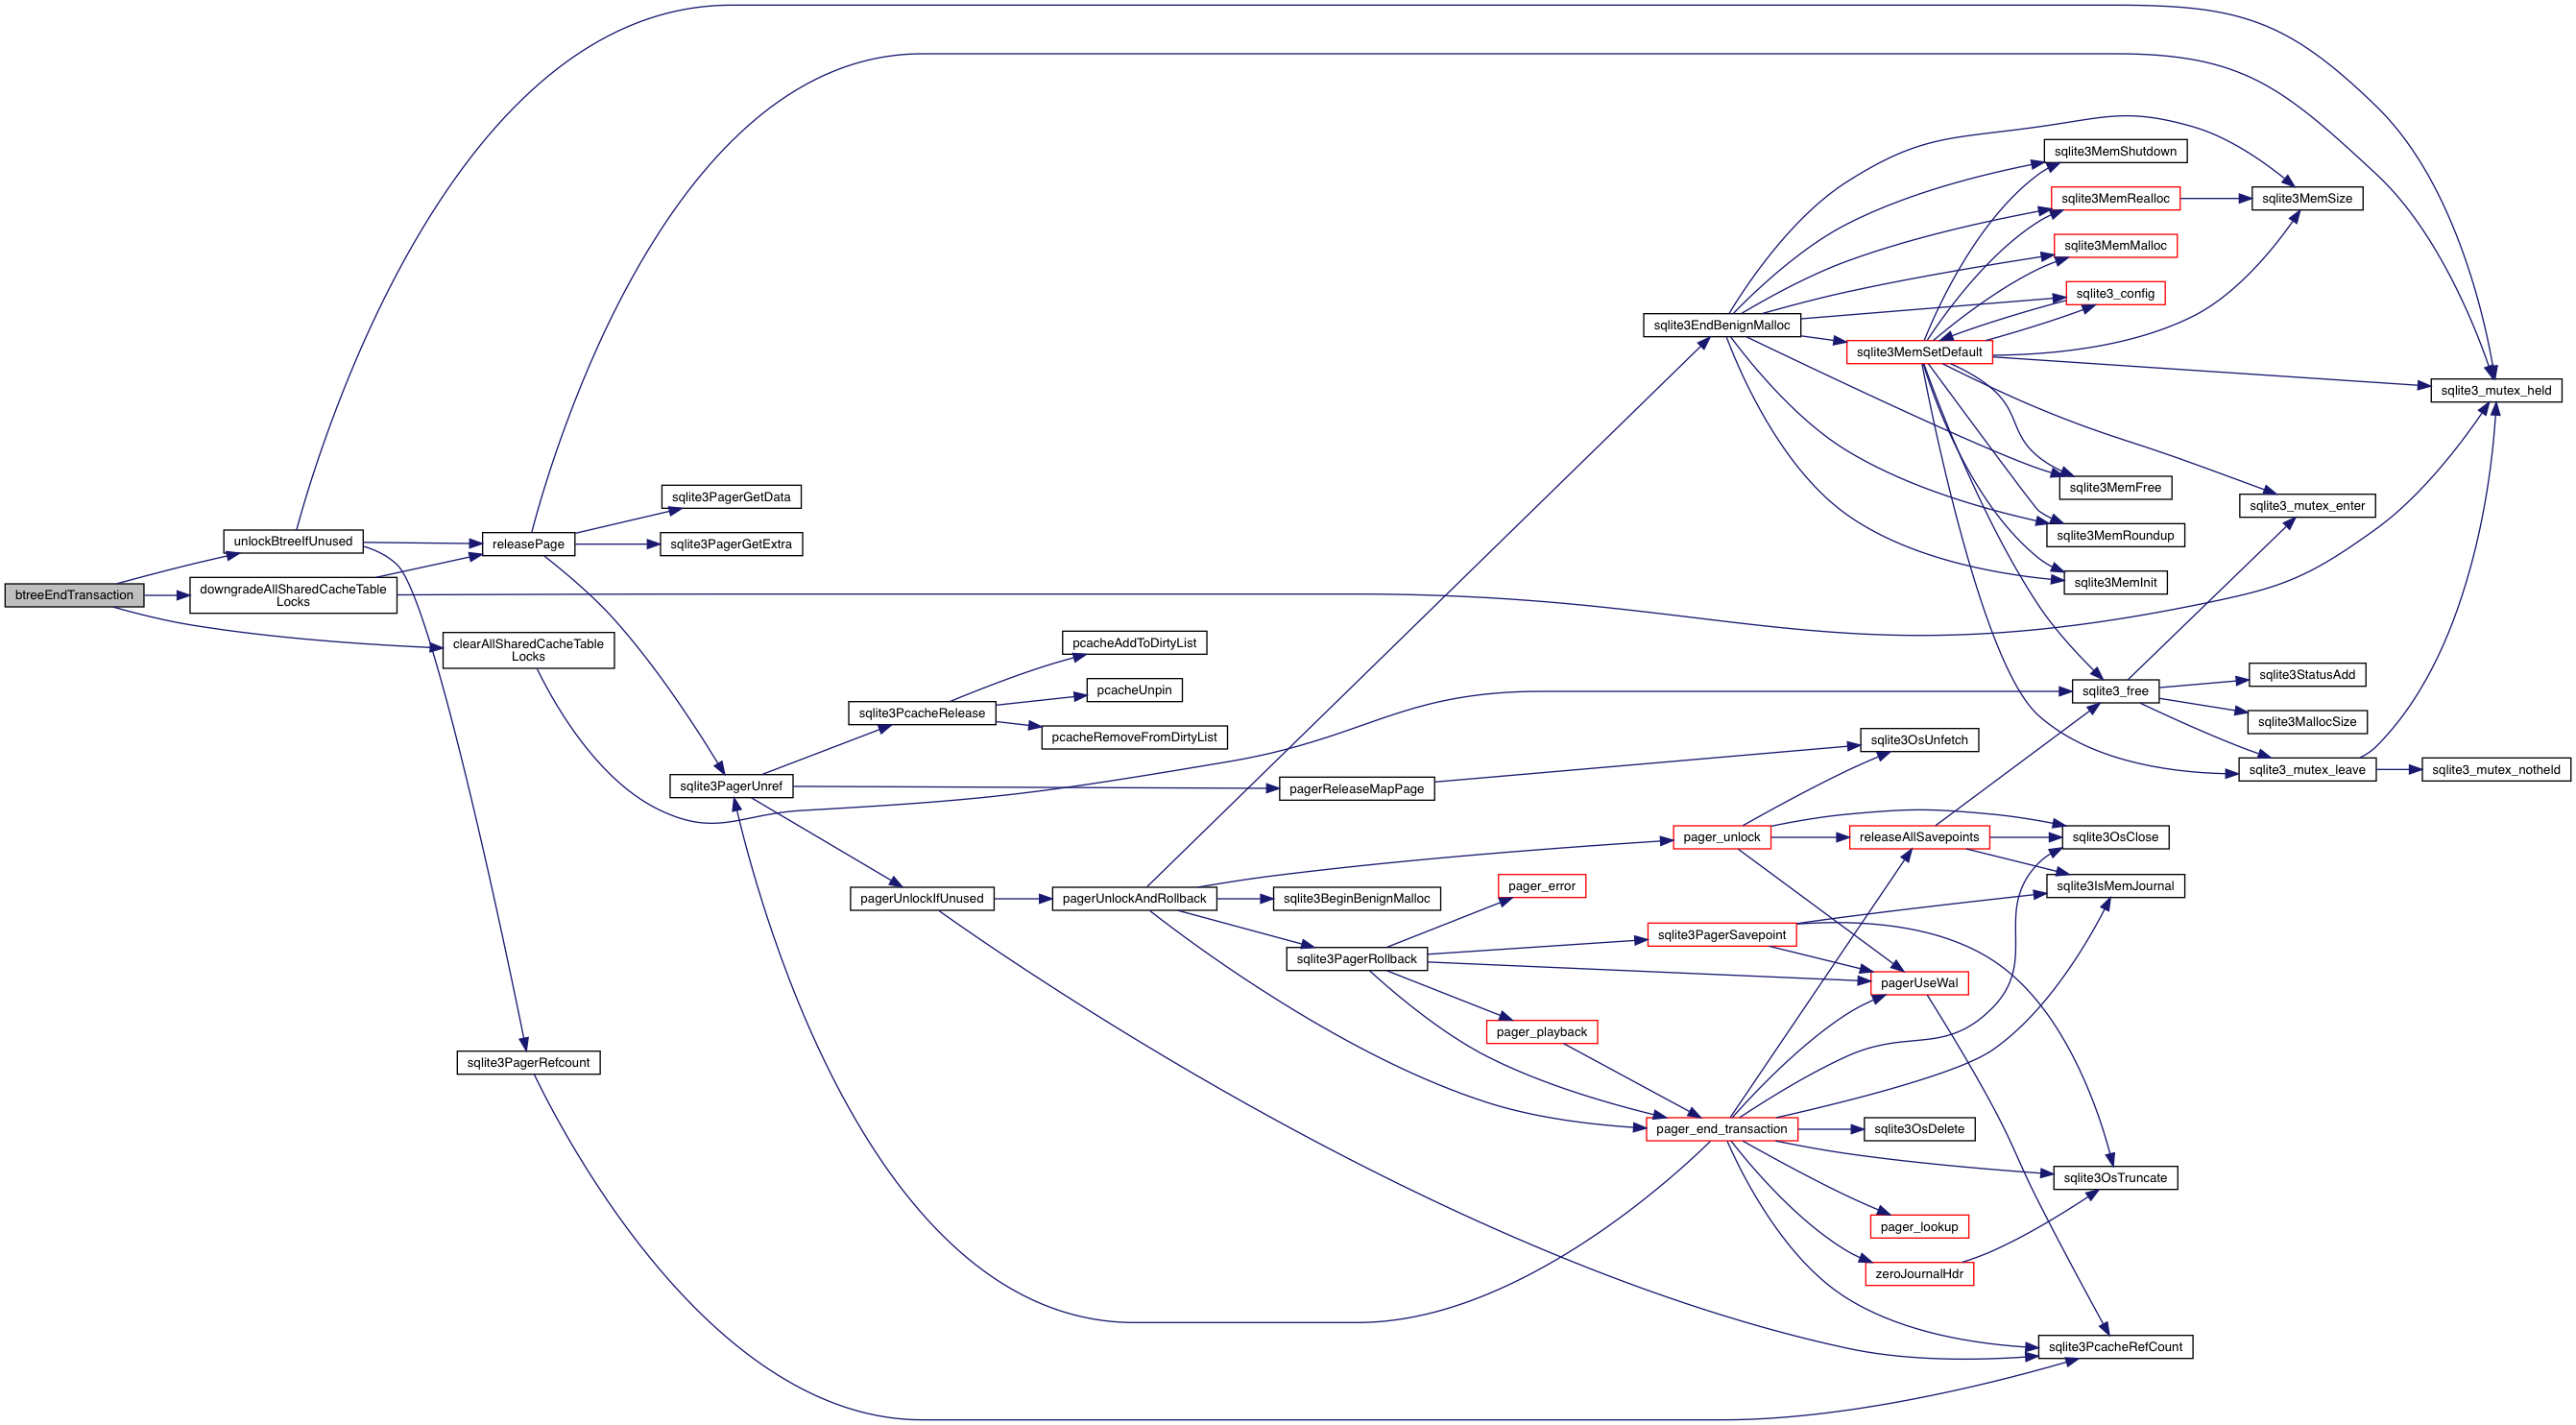 sqlite3MemShutdown
sqlite3MemRealloc
sqlite3MemSize
sqlite3MemMalloc
sqlite3_config
sqlite3EndBenignMalloc
sqlite3MemSetDefault
sqlite3_mutex_held
sqlite3MemFree
sqlite3PagerGetData
sqlite3_mutex_enter
sqlite3MemRoundup
unlockBtreeIfUnused
releasePage
sqlite3PagerGetExtra
sqlite3MemInit
btreeEndTransaction
downgradeAllSharedCacheTable
Locks
clearAllSharedCacheTable
Locks
pcacheAddToDirtyList
sqlite3StatusAdd
pcacheUnpin
sqlite3_free
sqlite3PcacheRelease
sqlite3MallocSize
pcacheRemoveFromDirtyList
sqlite3OsUnfetch
sqlite3_mutex_leave
sqlite3_mutex_notheld
sqlite3PagerUnref
pagerReleaseMapPage
pager_unlock
releaseAllSavepoints
sqlite3OsClose
pager_error
sqlite3IsMemJournal
pagerUnlockIfUnused
pagerUnlockAndRollback
sqlite3BeginBenignMalloc
sqlite3PagerSavepoint
sqlite3PagerRollback
pagerUseWal
pager_playback
sqlite3PagerRefcount
pager_end_transaction
sqlite3OsDelete
sqlite3OsTruncate
pager_lookup
zeroJournalHdr
sqlite3PcacheRefCount